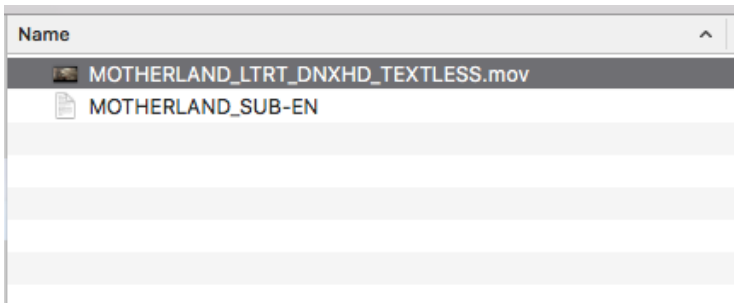 Name
MOTHERLAND_LTRT_DNXHD_TEXTLESS.mov
MOTHERLAND_SUB-EN